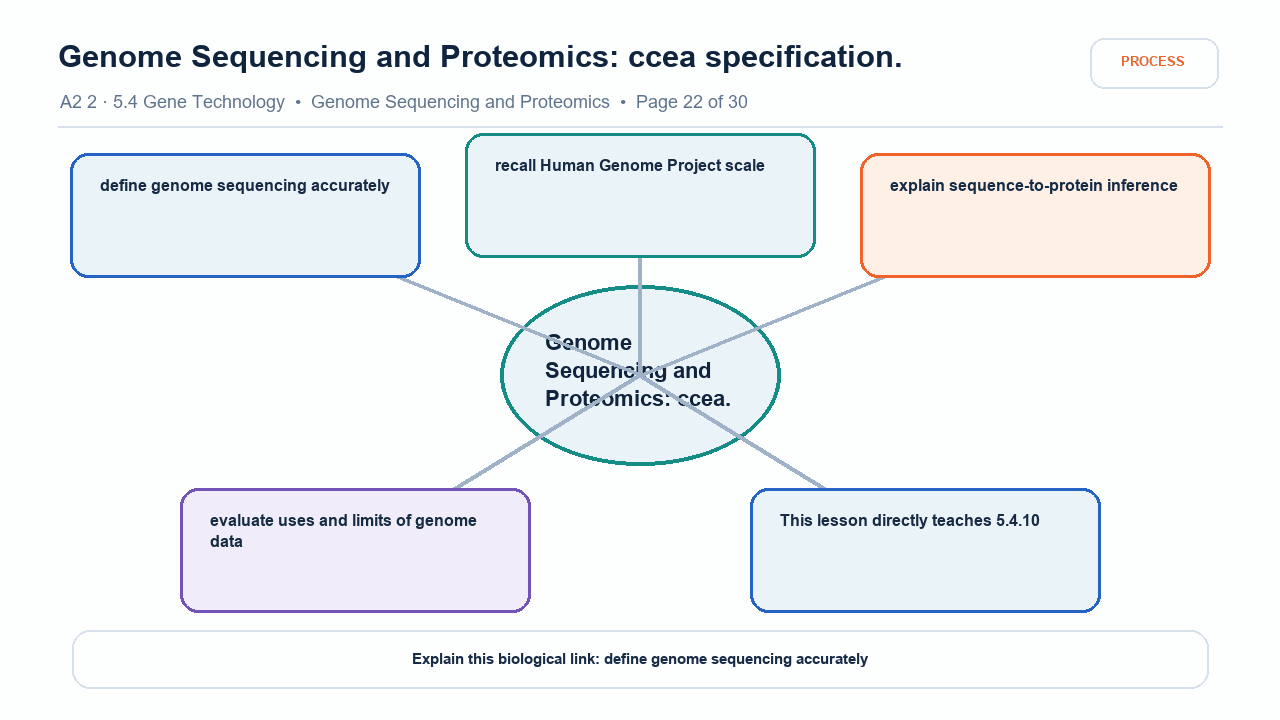 Genome Sequencing and Proteomics: ccea specification.
PROCESS
A2 2 · 5.4 Gene Technology • Genome Sequencing and Proteomics • Page 22 of 30
define genome sequencing accurately
recall Human Genome Project scale
explain sequence-to-protein inference
Genome
Sequencing and
Proteomics: ccea.
evaluate uses and limits of genome
data
This lesson directly teaches 5.4.10
Explain this biological link: define genome sequencing accurately